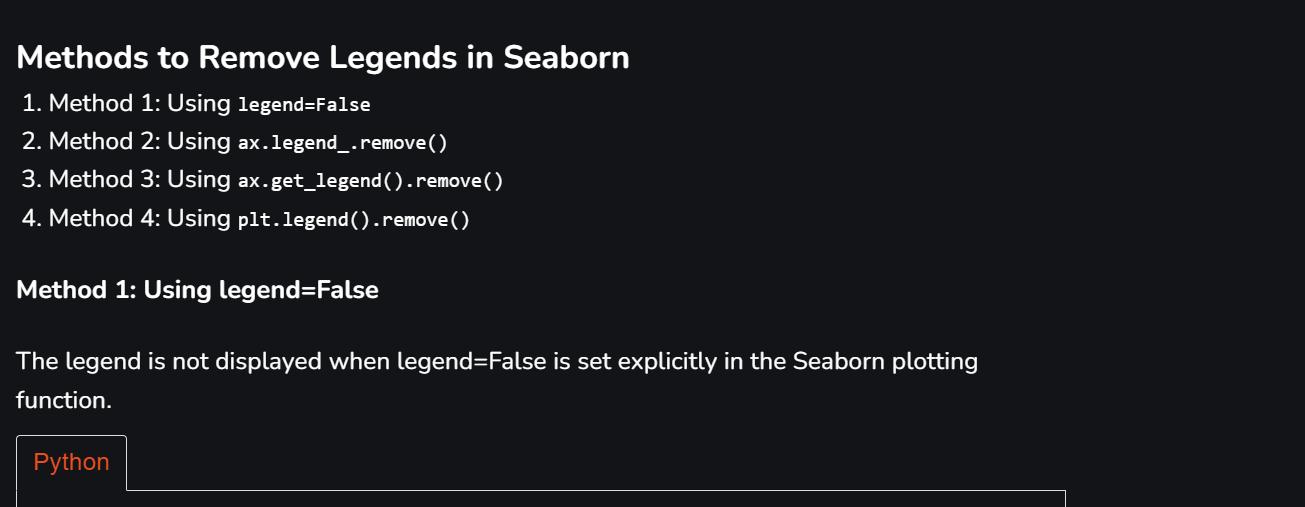 Methods to Remove Legends in Seaborn
1. Method 1: Using legend=False
2. Method 2: Using ax.legend_.remove()
3. Method 3: Using ax.get_legend().remove()
4. Method 4: Using plt.legend().remove()
Method 1: Using legend=False
The legend is not displayed when legend=False is set explicitly in the Seaborn plotting
function.
Python